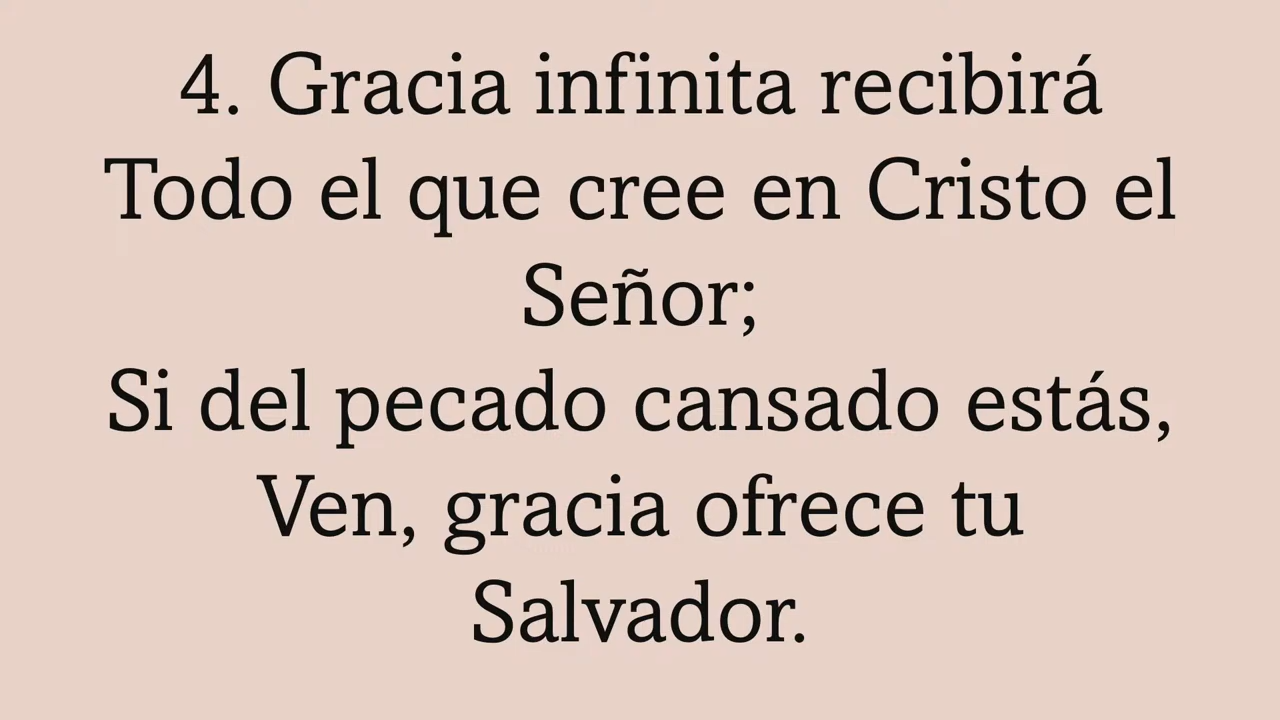 4. Gracia infinita recibirá
Todo el que cree en Cristo el
Señor;
Si del pecado cansado estás,
Ven, gracia ofrece tu
Salvador.